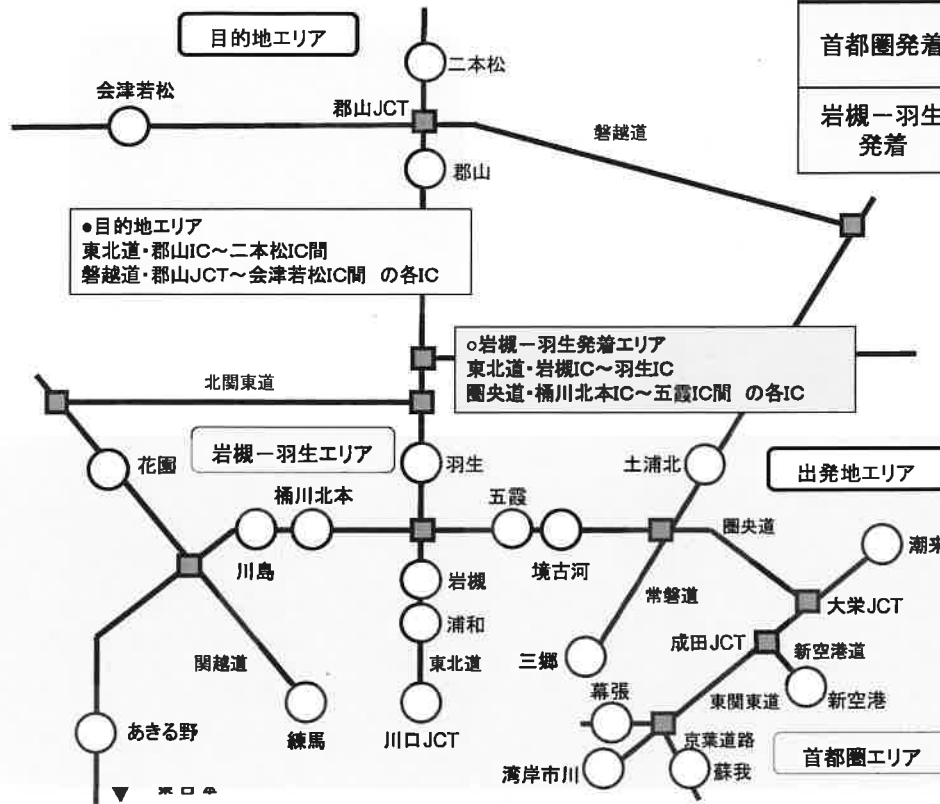 目的地エリア
首都圏発着
岩槻－羽生
発着
二本松
会津若松
郡山JCT
磐越道
郡山
●目的地エリア
東北道・郡山IC～二本松IC間
磐越道・郡山JCT～会津若松IC間 の各IC
○岩槻－羽生発着エリア
東北道・岩槻IC～羽生IC
圏央道・桶川北本IC～五霞IC間 の各IC
北関東道
花園
岩槻－羽生エリア
羽生
土浦北
出発地エリア
桶川北本
五霞
圏央道
潮来
川島
岩槻
境古河
常磐道
大栄JCT
浦和
成田JCT
新空港道
関越道
東北道
三郷
幕張
東関東道
新空港
あきる野
練馬
川口JCT
京葉道路
首都圏エリア
湾岸市川
蘇我